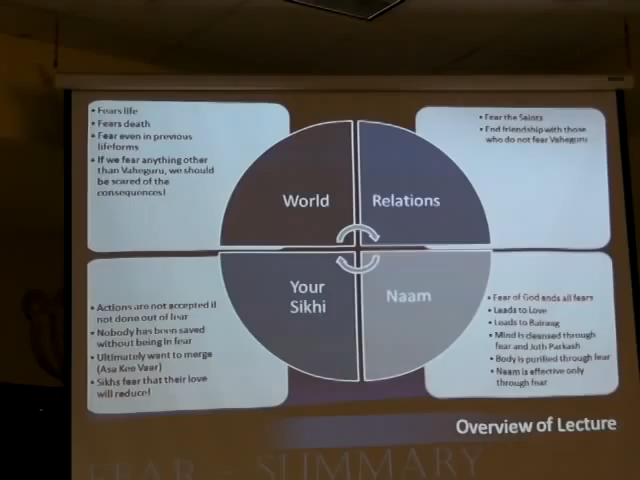 • Fears life
• Fears death
• Fear even in previous
lifeforms
• If we fear anything other
than Vaheguru, we should
be scared of the
consequences!
• Fear the Saints
• End friendship with those
who do not fear Vaheguru
World
Relations
Your
Sikhi
Naam
• Actions are not accepted if
not done out of fear
• Nobody has been saved
without being in fear
• Ultimately want to merge
(Asa Kee Vaar)
• Sikhs fear that their love
will reduce!
• Fear of God ends all fears
• Leads to Love
• Leads to Bairaag
• Mind is cleansed through
fear and Joth Parkash
• Body is purified through fear
• Naam is effective only
through fear
Overview of Lecture
FEAR – SUMMARY